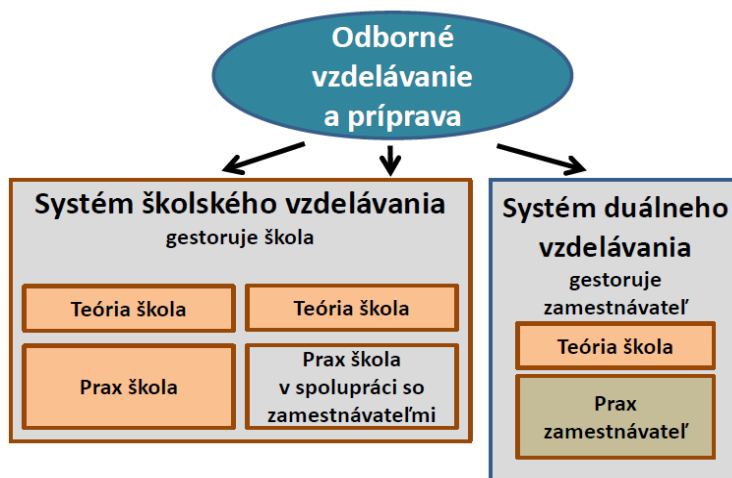 Odborné
vzdelávanie
a príprava
Systém školského vzdelávania
gestoruje škola
Teória škola
Teória škola
Prax škola
Prax škola
v spolupráci so
zamestnávateľmi
Systém duálneho
vzdelávania
gestoruje
zamestnávateľ
Teória škola
Prax
zamestnávateľ